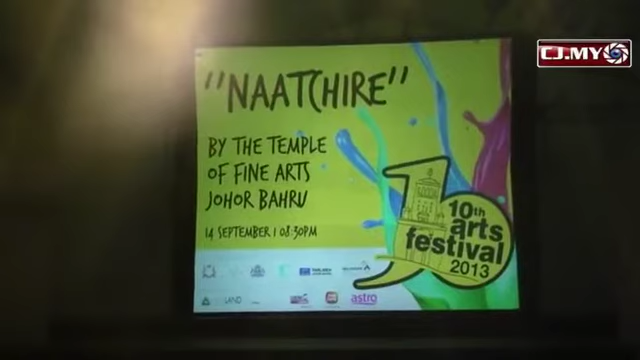 CJ.MY
"NAATCHIRE"
BY THE TEMPLE
OF FINE ARTS
JOHOR BAHRU
14 SEPTEMBER | 08:30PM
10th
arts
festival
2013
LAND
astro